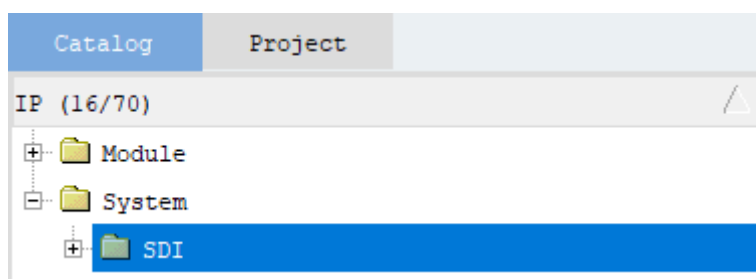 Catalog Project
IP (16/70)
Module
System
SDI